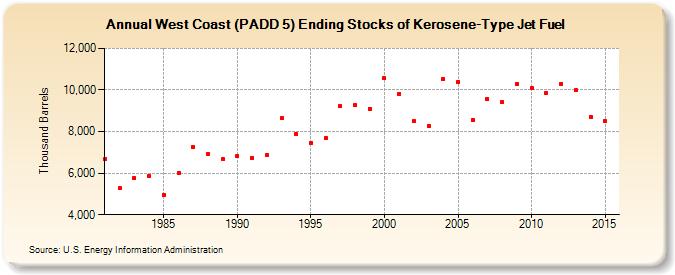 Annual West Coast (PADD 5) Ending Stocks of Kerosene-Type Jet Fuel
Thousand Barrels
12,000
10,000
8,000
6,000
4,000
1985 1990 1995 2000 2005 2010 2015
Source: U.S. Energy Information Administration